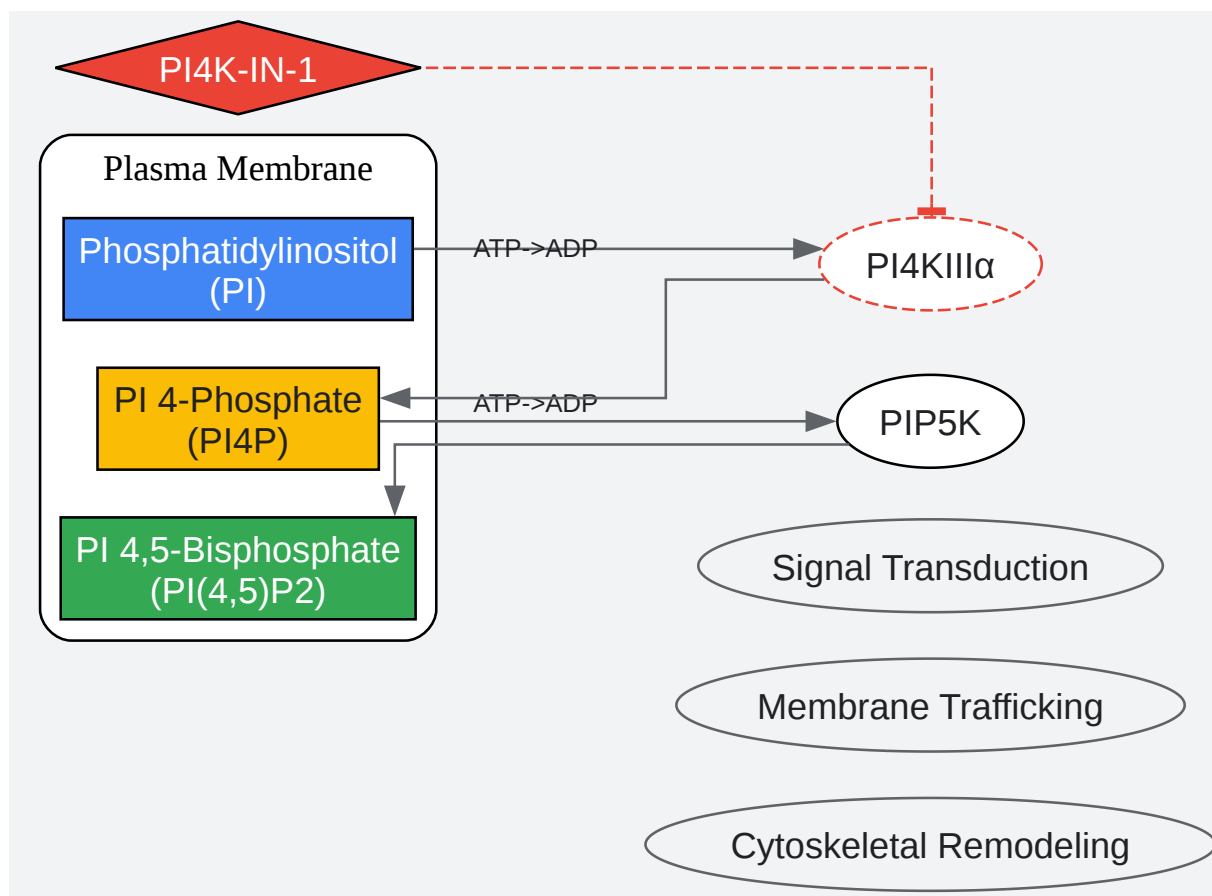 PI4K-IN-1
Plasma Membrane
Phosphatidylinositol
(PI)
ATP->ADP
PI4KIIIα
PI 4-Phosphate
(PI4P)
ATP->ADP
PIP5K
PI 4,5-Bisphosphate
(PI(4,5)P2)
Signal Transduction
Membrane Trafficking
Cytoskeletal Remodeling